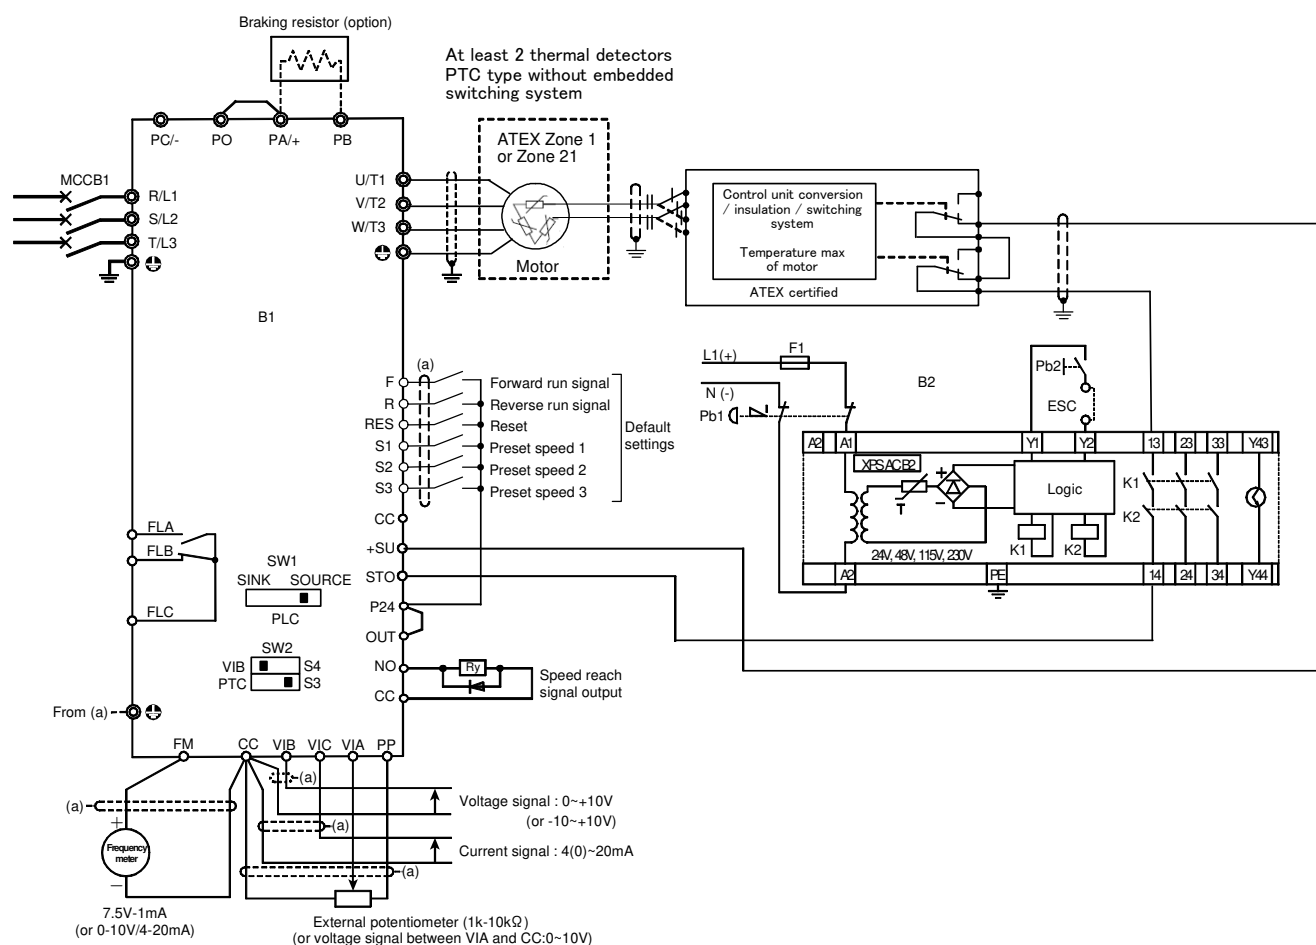 Braking resistor (option)
At least 2 thermal detectors
PTC type without embedded
switching system
PC/-
PO
PA/+
PB
ATEX Zone 1
or Zone 21
MCCB1
R/L1
S/L2
T/L3
U/T1
V/T2
W/T3
Motor
Control unit conversion
/ insulation / switching
system
Temperature max
of motor
ATEX certified
B1
L1(+)
F1
N (-)
Pb1
B2
Pb2
ESC
(a)
F
Forward run signal
R
Reverse run signal
RES
Reset
S1
Preset speed 1
S2
Preset speed 2
S3
Preset speed 3
Default
settings
CC
+SU
STO
P24
OUT
NO
CC
Ry
Speed reach
signal output
A2
A1
Y1
Y2
13
23
33
Y43
XPSACB2
+
-
T
Logic
K1
K2
K1
K2
24V, 48V, 115V, 230V
A2
PE
14
24
34
Y44
FLA
FLB
FLC
SW1
SINK SOURCE
PLC
SW2
VIB
S4
PTC
S3
From (a)
FM
CC
VIB
VIC
VIA
PP
(a)
(a)
(a)
(a)
Voltage signal : 0~+10V
(or -10~+10V)
Current signal : 4(0)~20mA
+
Frequency
meter
-
7.5V-1mA
(or 0-10V/4-20mA)
External potentiometer (1k-10kΩ)
(or voltage signal between VIA and CC:0~10V)